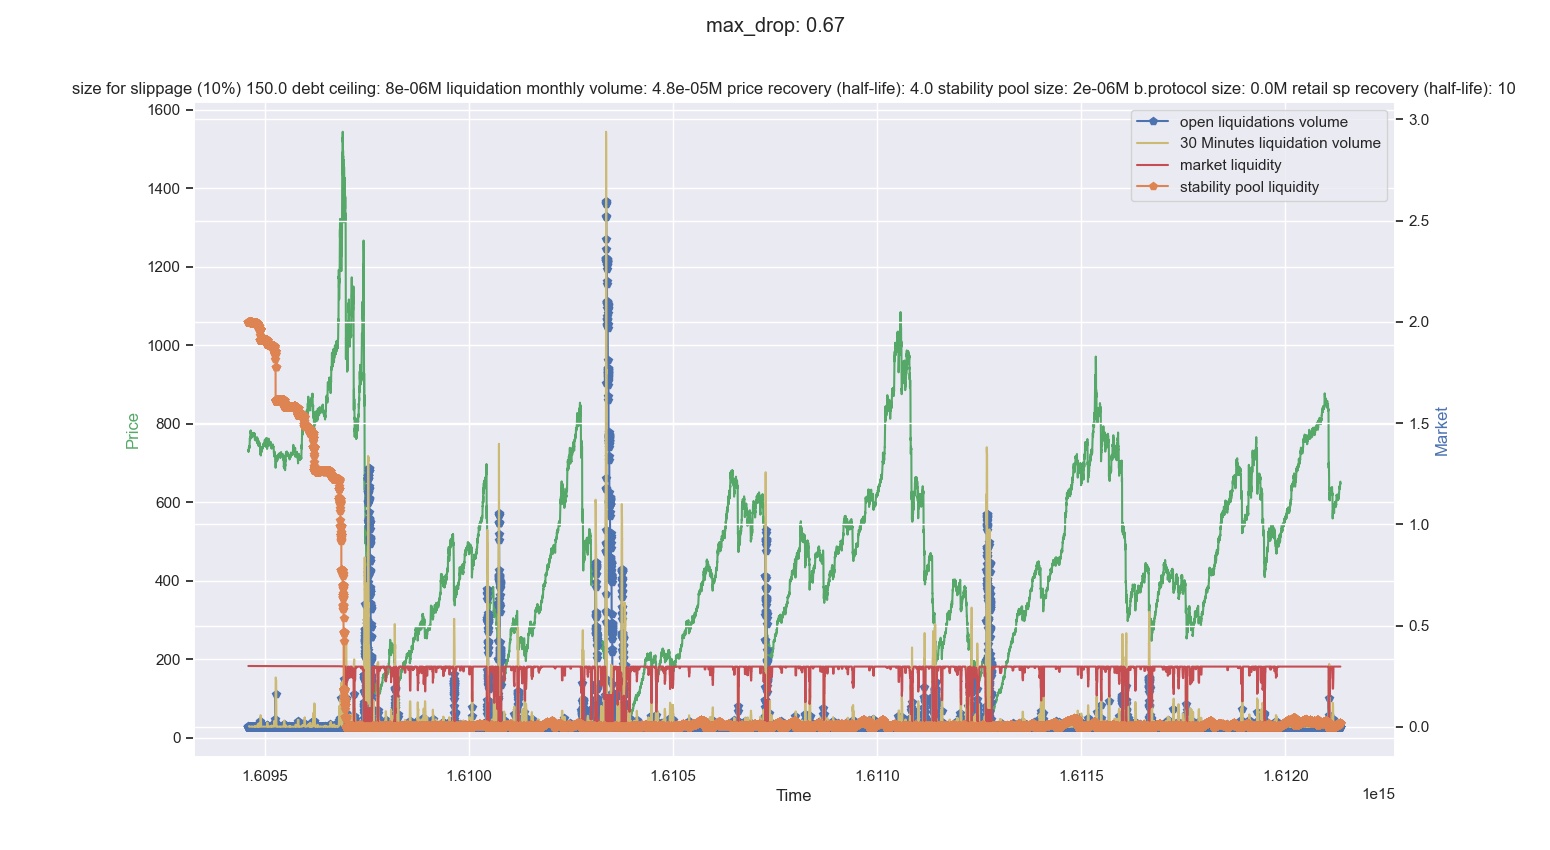 max_drop: 0.67
size for slippage (10%) 150.0 debt ceiling: 8e-06M liquidation monthly volume: 4.8e-05M price recovery (half-life): 4.0 stability pool size: 2e-06M b.protocol size: 0.0M retail sp recovery (half-life): 10
1600
1400
1200
1000
800
600
400
200
0
Price
open liquidations volume
30 Minutes liquidation volume
market liquidity
stability pool liquidity
3.0
2.5
2.0
1.5
1.0
0.5
0.0
Market
1.6095 1.6100 1.6105 1.6110 1.6115 1.6120
Time
1e15